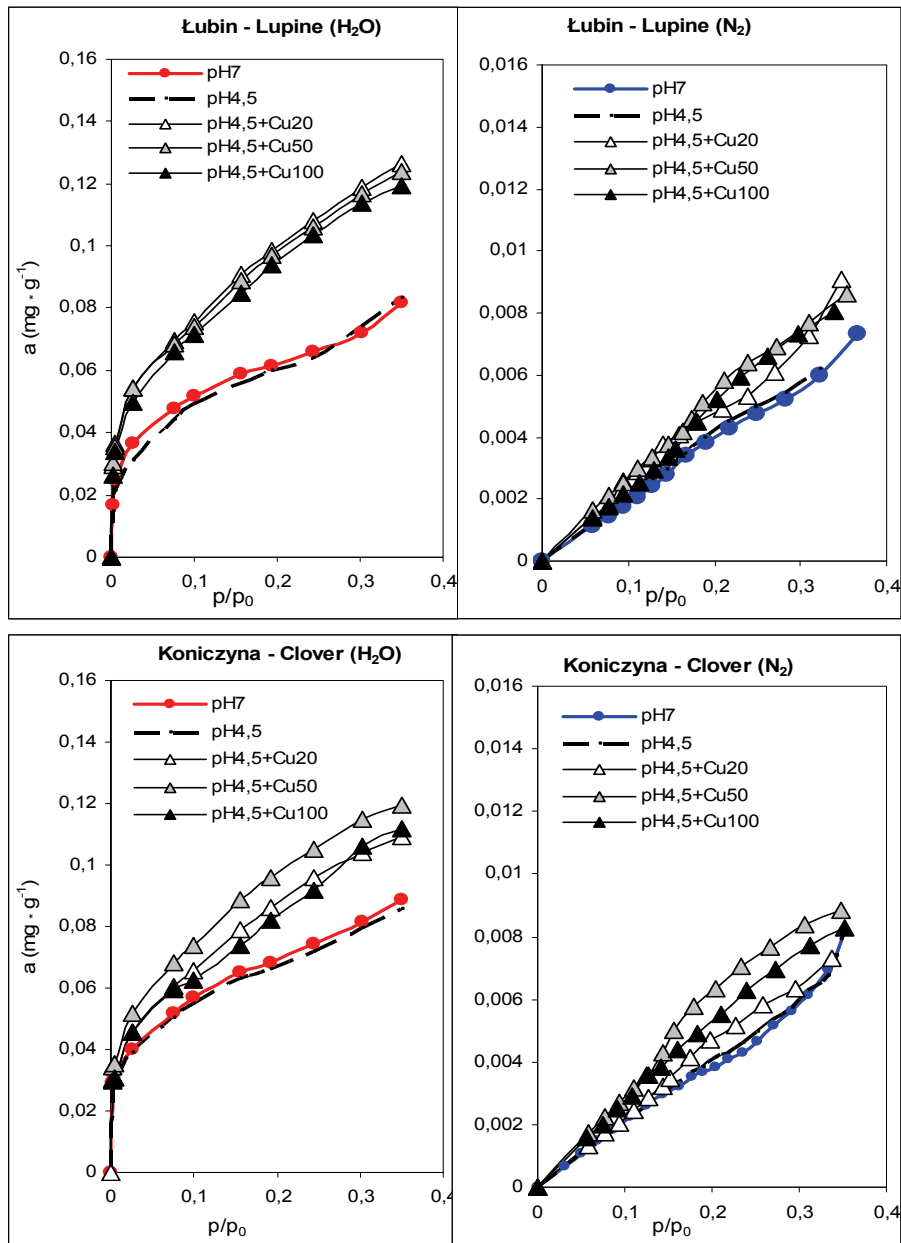 Łubin - Lupine (H₂O)
0,16
0,14
0,12
0,1
0,08
0,06
0,04
0,02
0
a (mg * g⁻¹)
pH7
pH4,5
pH4,5+Cu20
pH4,5+Cu50
pH4,5+Cu100
0
0,1
0,2
0,3
0,4
p/p₀
Łubin - Lupine (N₂)
0,016
0,014
0,012
0,01
0,008
0,006
0,004
0,002
0
pH7
pH4,5
pH4,5+Cu20
pH4,5+Cu50
pH4,5+Cu100
0
0,1
0,2
0,3
0,4
p/p₀
Koniczyna - Clover (H₂O)
0,16
0,14
0,12
0,1
0,08
0,06
0,04
0,02
0
a (mg * g⁻¹)
pH7
pH4,5
pH4,5+Cu20
pH4,5+Cu50
pH4,5+Cu100
0
0,1
0,2
0,3
0,4
p/p₀
Koniczyna - Clover (N₂)
0,016
0,014
0,012
0,01
0,008
0,006
0,004
0,002
0
pH7
pH4,5
pH4,5+Cu20
pH4,5+Cu50
pH4,5+Cu100
0
0,1
0,2
0,3
0,4
p/p₀